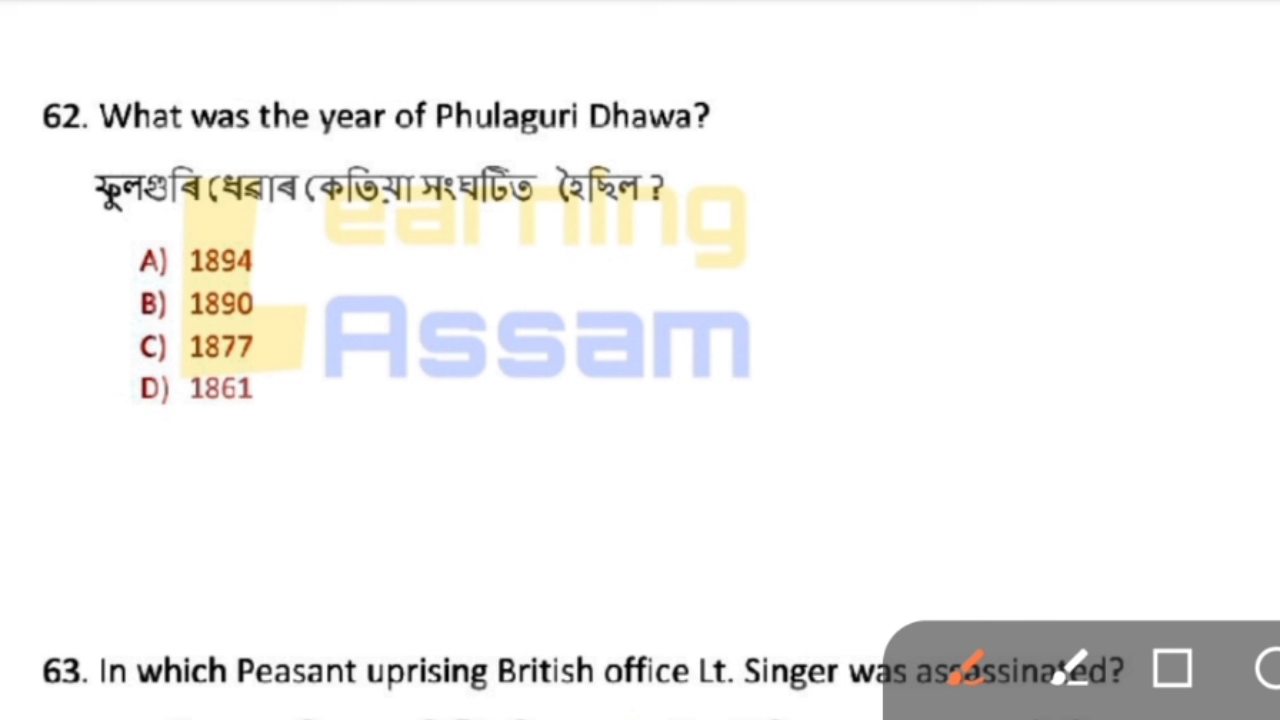 62. What was the year of Phulaguri Dhawa?
ফুলগুৰি ধেৱাৰ কেতিয়া সংঘটিত হৈছিল ?
Learning
Assam
A) 1894
B) 1890
C) 1877
D) 1861
63. In which Peasant uprising British office Lt. Singer was assassinated?